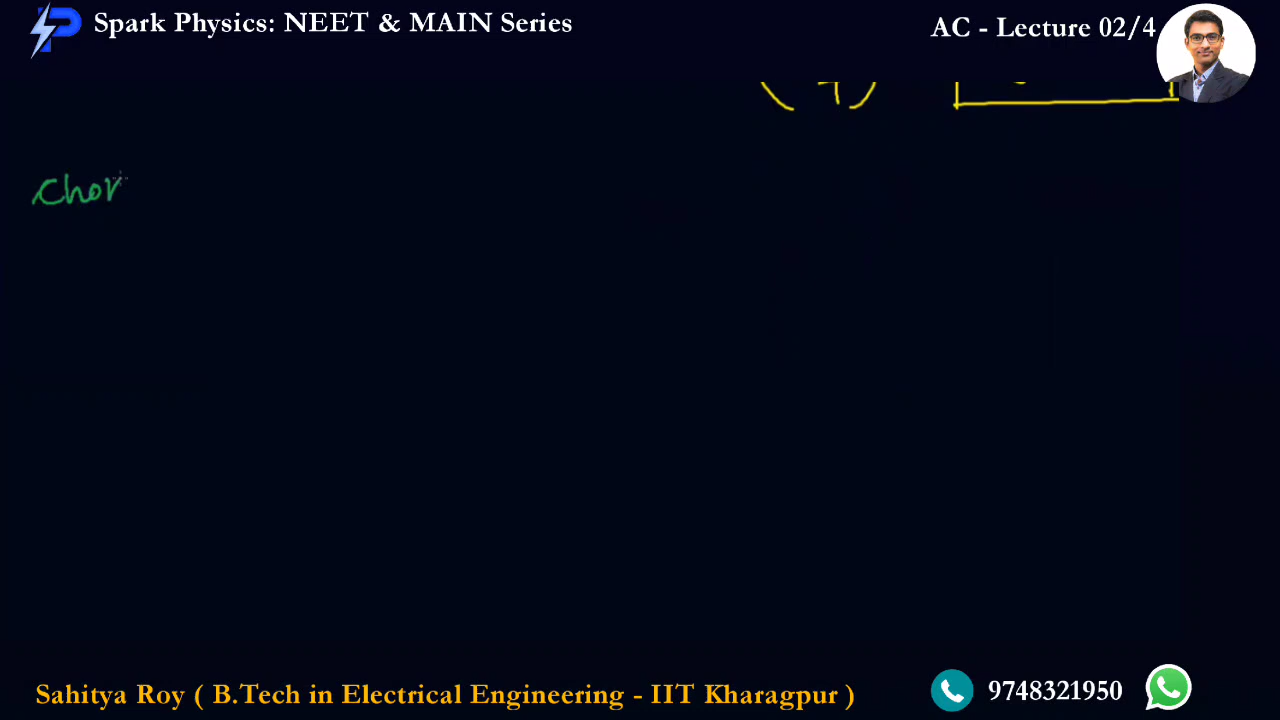 Spark Physics: NEET & MAIN Series
AC - Lecture 02/4
Chor
Sahitya Roy ( B.Tech in Electrical Engineering - IIT Kharagpur )
9748321950